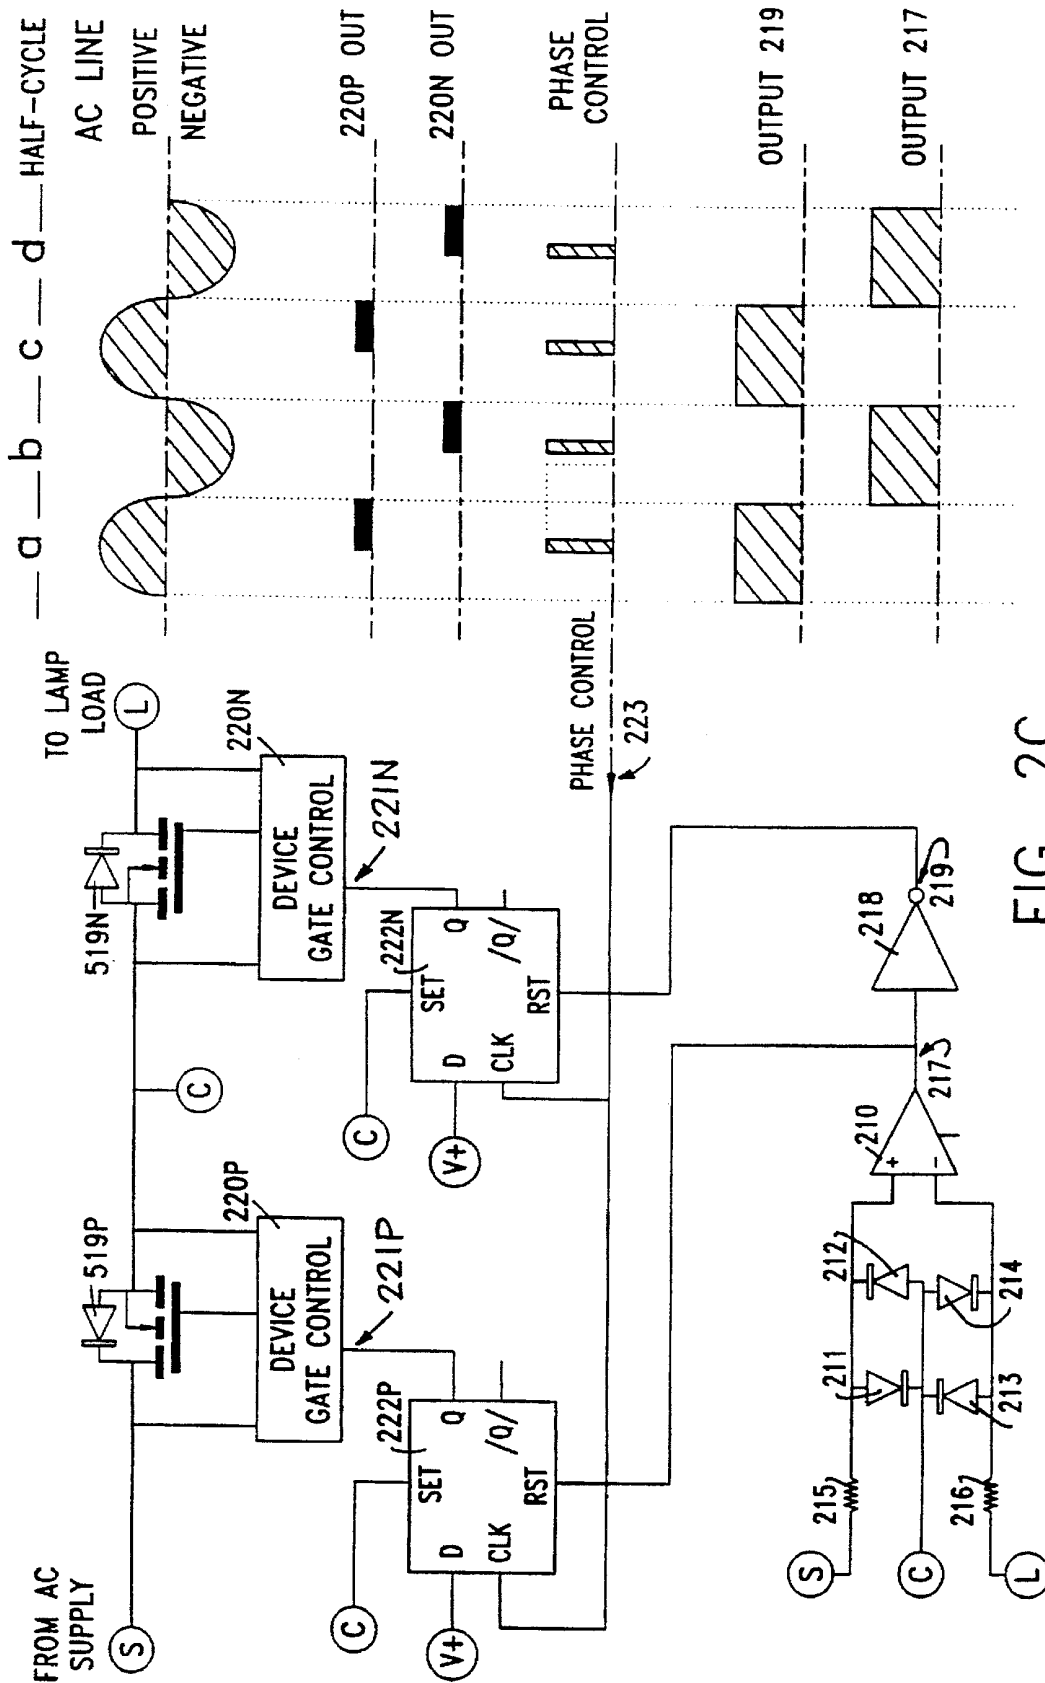 FROM AC
SUPPLY
S
519P
C
519N
TO LAMP
LOAD
L
220P
DEVICE
GATE CONTROL
221P
220N
DEVICE
GATE CONTROL
221N
C
V+
222P
SET
D
Q
CLK
/Q/
RST
C
V+
222N
SET
D
Q
CLK
/Q/
RST
PHASE CONTROL
223
S
C
L
215
216
211
212
213
214
210
+
−
217
218
219
a
b
c
d
HALF-CYCLE
AC LINE
POSITIVE
NEGATIVE
220P OUT
220N OUT
PHASE
CONTROL
OUTPUT 219
OUTPUT 217
FIG. 2C